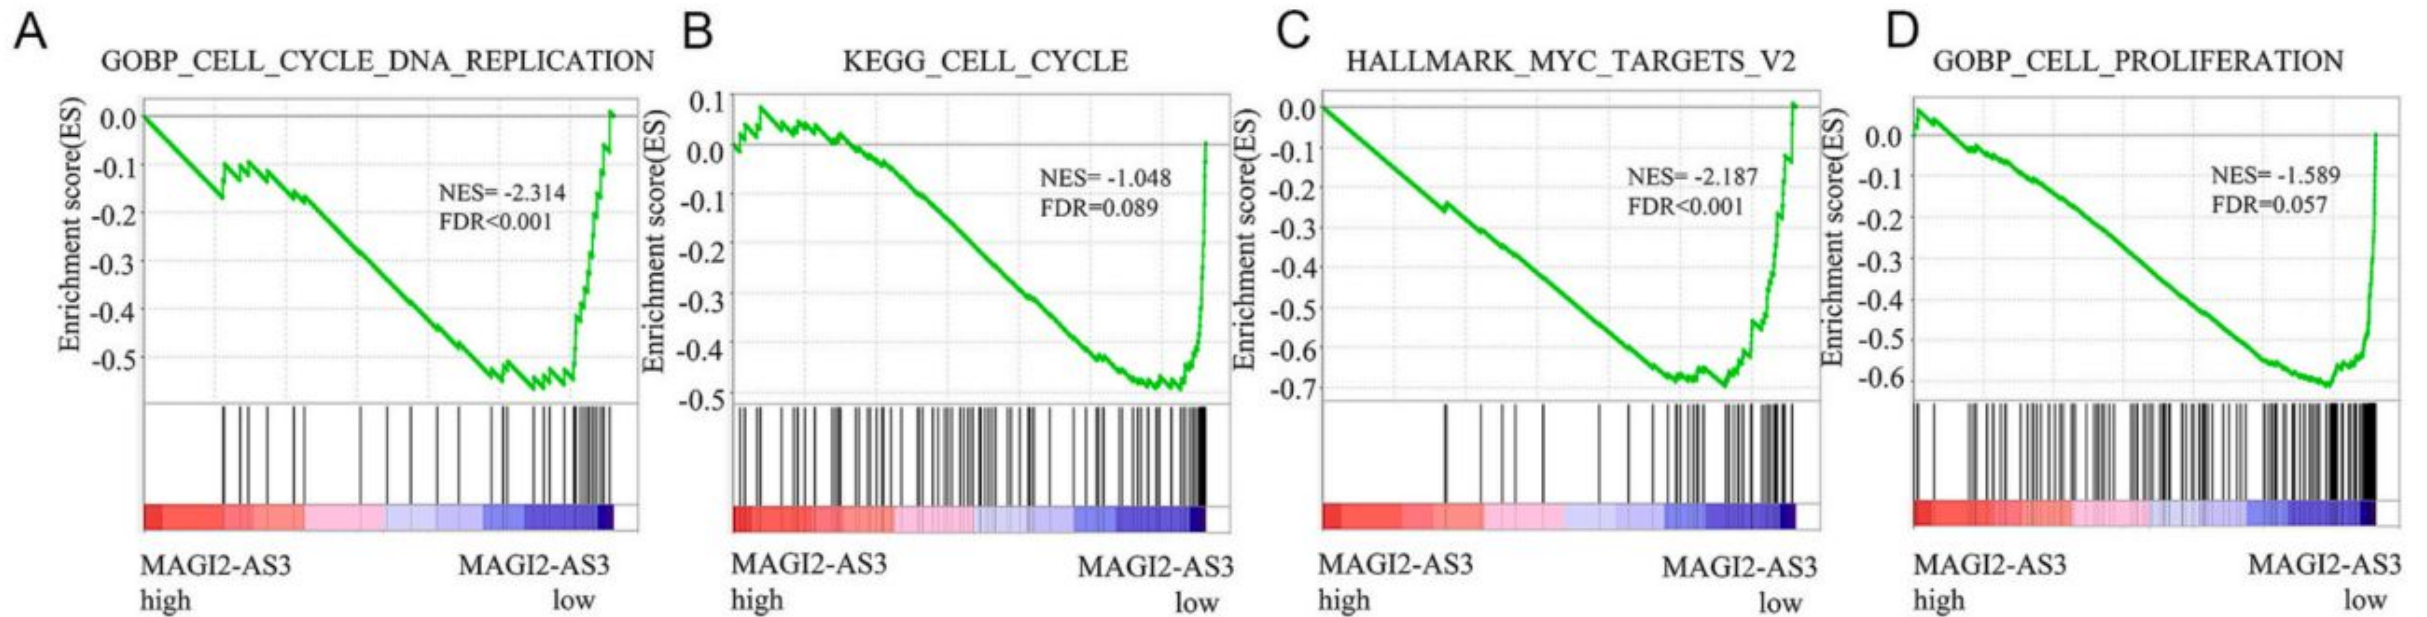 A
GOBP_CELL_CYCLE_DNA_REPLICATION
Enrichment score(ES)
0.0
-0.1
-0.2
-0.3
-0.4
-0.5
NES= -2.314
FDR<0.001
MAGI2-AS3
high
MAGI2-AS3
low
B
KEGG_CELL_CYCLE
Enrichment score(ES)
0.1
0.0
-0.1
-0.2
-0.3
-0.4
-0.5
NES= -1.048
FDR=0.089
MAGI2-AS3
high
MAGI2-AS3
low
C
HALLMARK_MYC_TARGETS_V2
Enrichment score(ES)
0.0
-0.1
-0.2
-0.3
-0.4
-0.5
-0.6
-0.7
NES= -2.187
FDR<0.001
MAGI2-AS3
high
MAGI2-AS3
low
D
GOBP_CELL_PROLIFERATION
Enrichment score(ES)
0.0
-0.1
-0.2
-0.3
-0.4
-0.5
-0.6
NES= -1.589
FDR=0.057
MAGI2-AS3
high
MAGI2-AS3
low